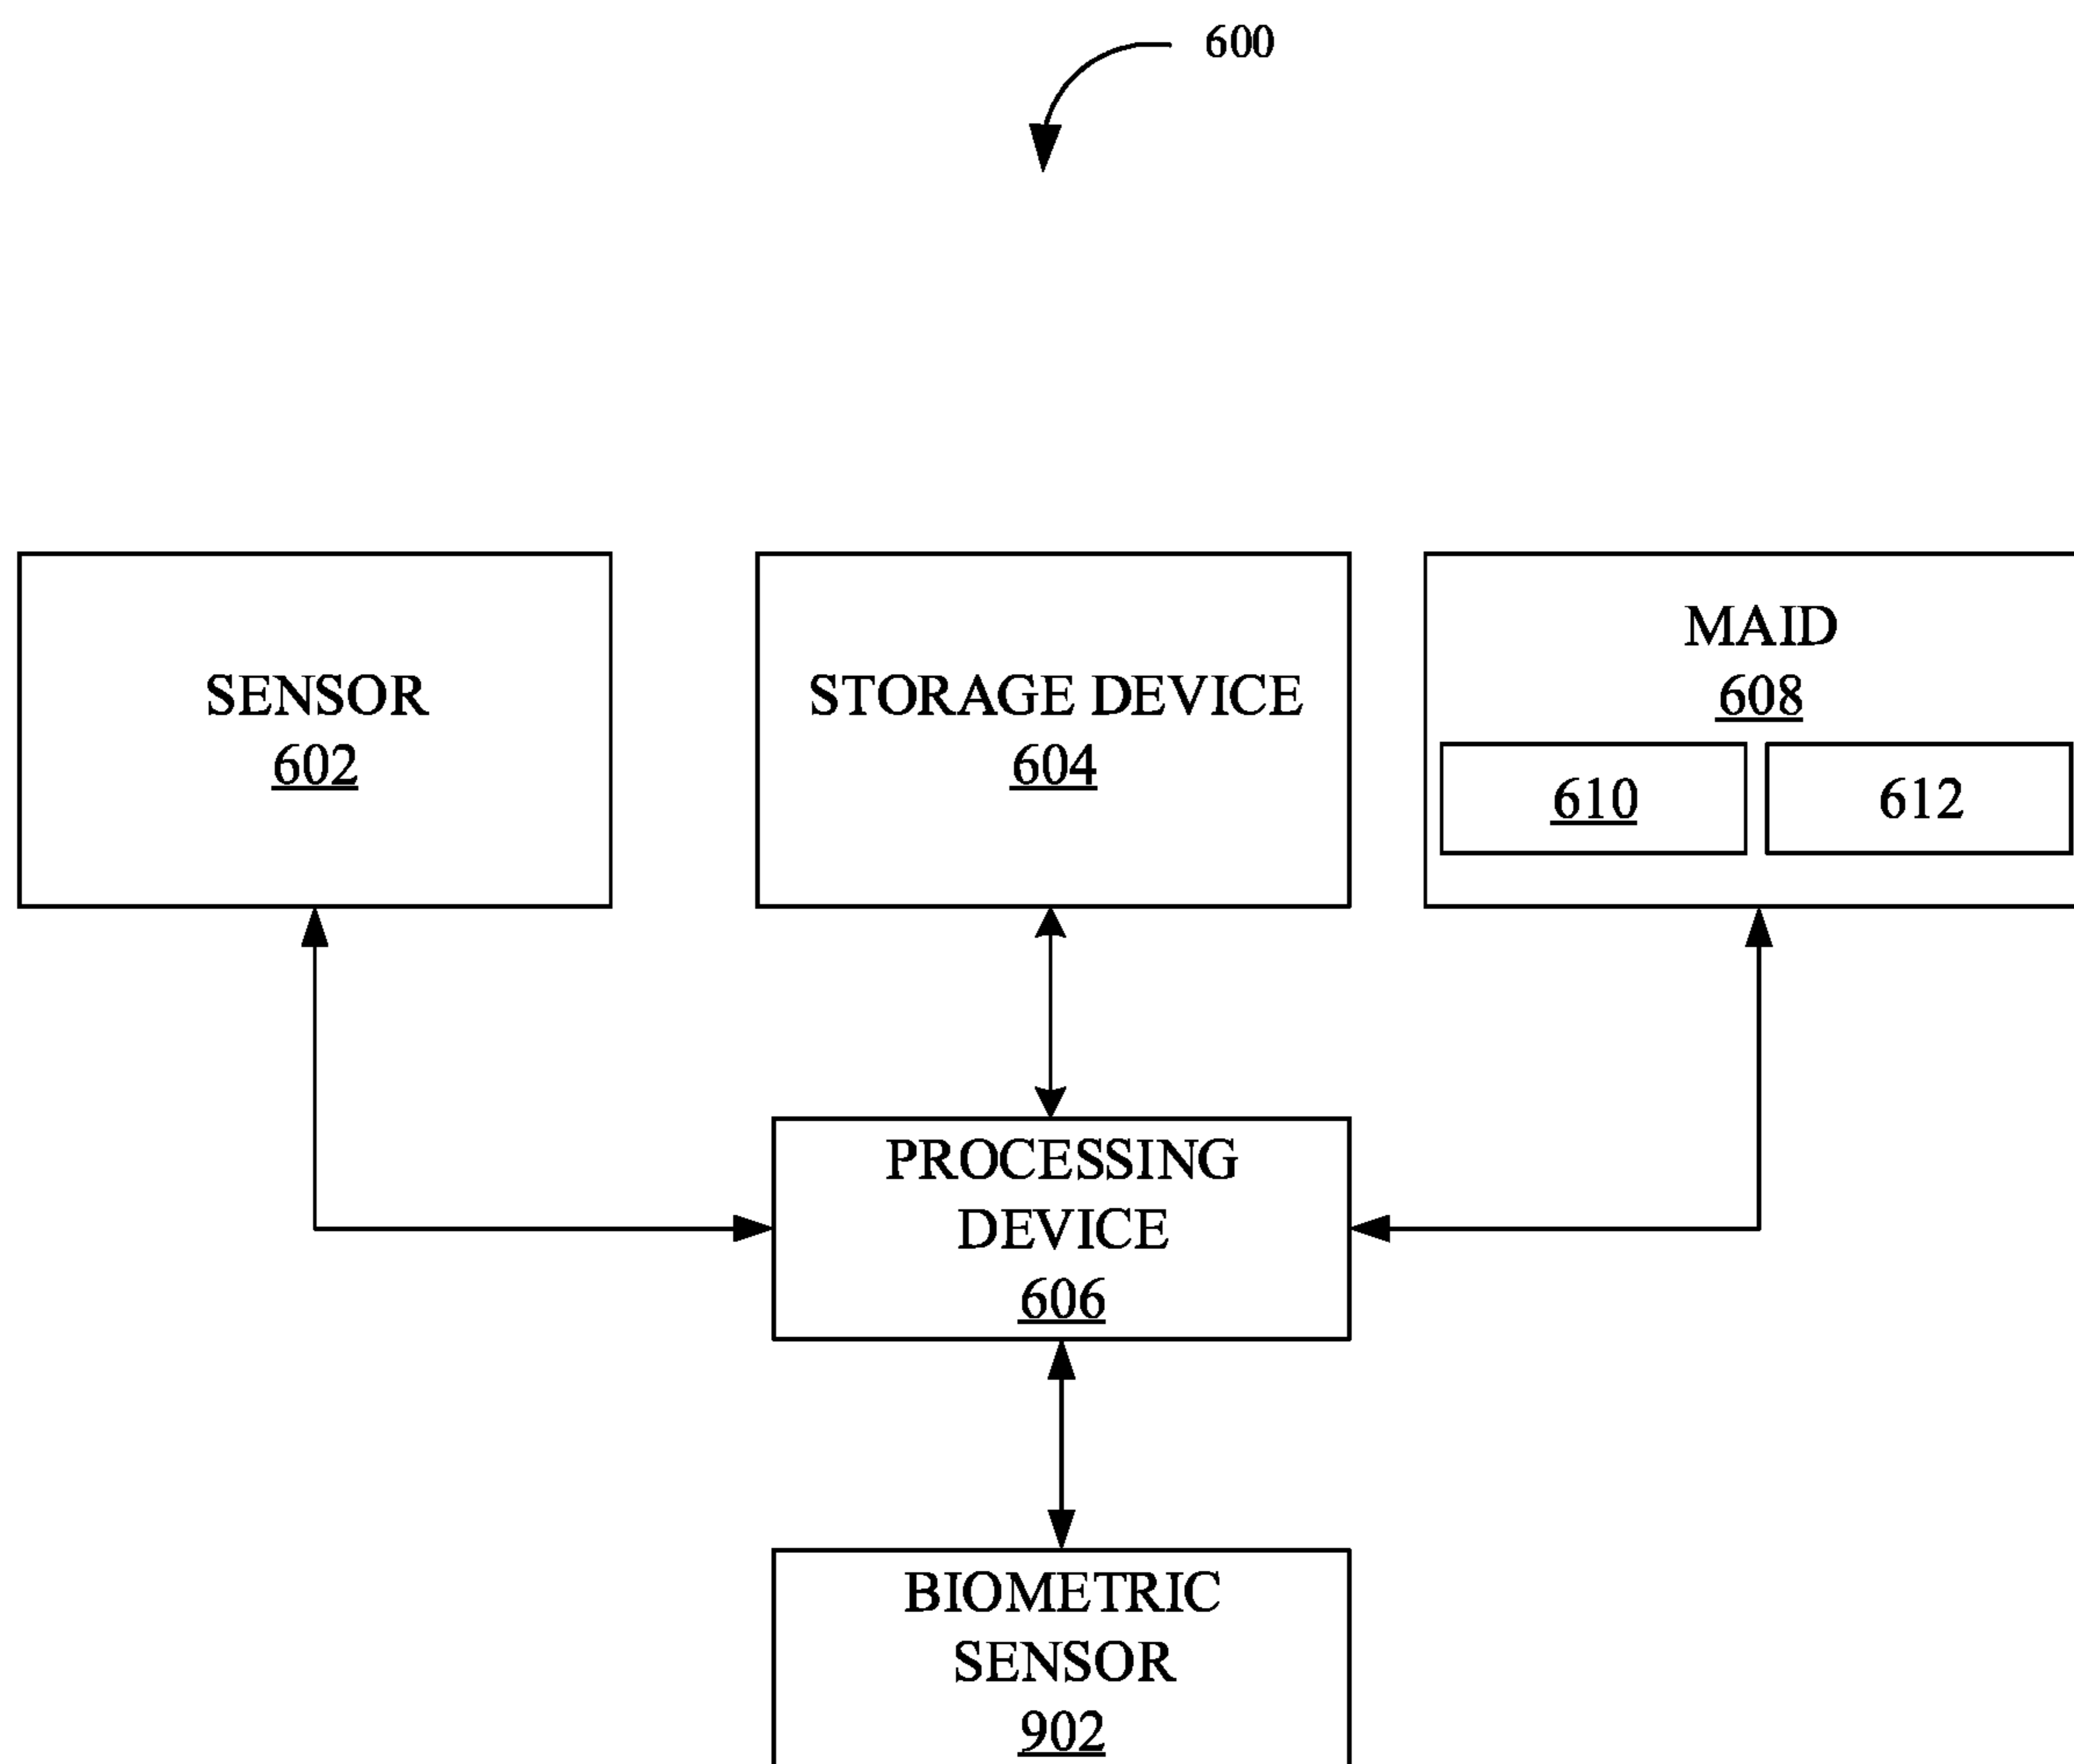 600
SENSOR
602
STORAGE DEVICE
604
MAID
608
610
612
PROCESSING
DEVICE
606
BIOMETRIC
SENSOR
902